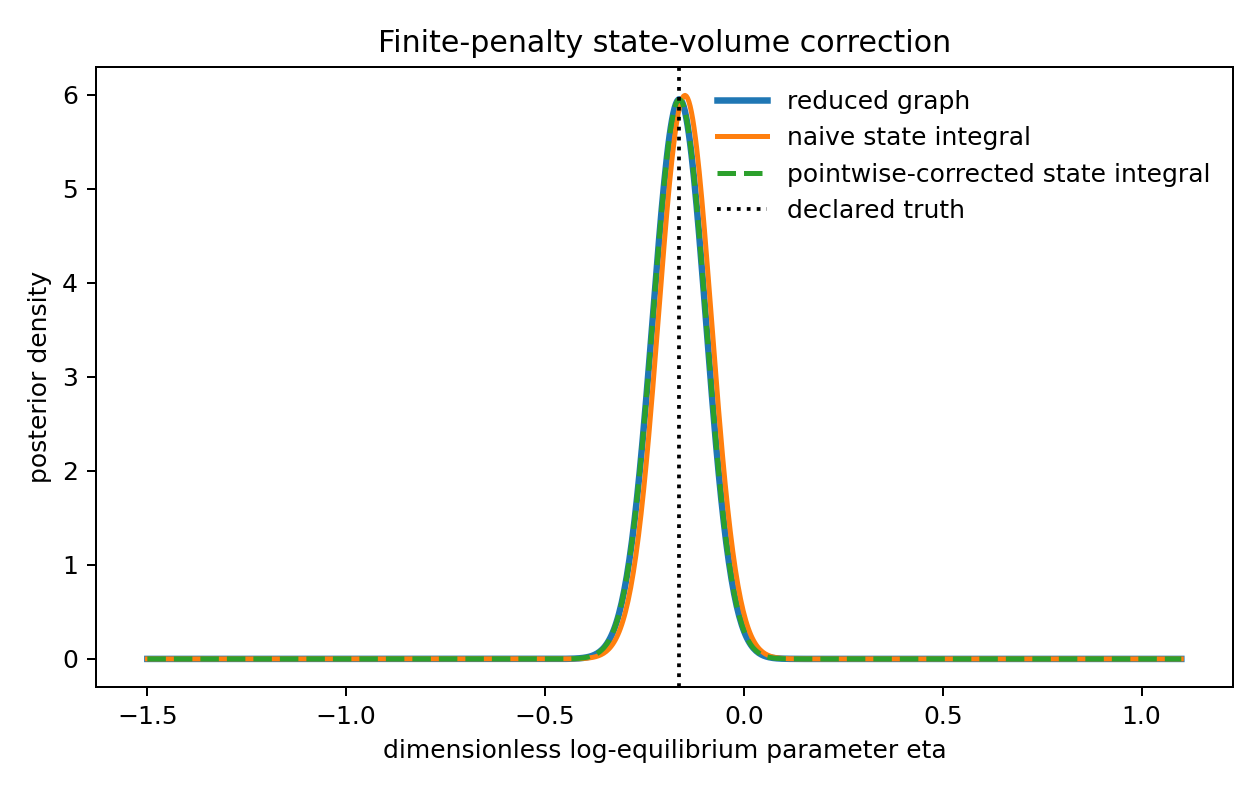 Finite-penalty state-volume correction
reduced graph
naive state integral
pointwise-corrected state integral
declared truth
posterior density
6
5
4
3
2
1
0
−1.5
−1.0
−0.5
0.0
0.5
1.0
dimensionless log-equilibrium parameter eta